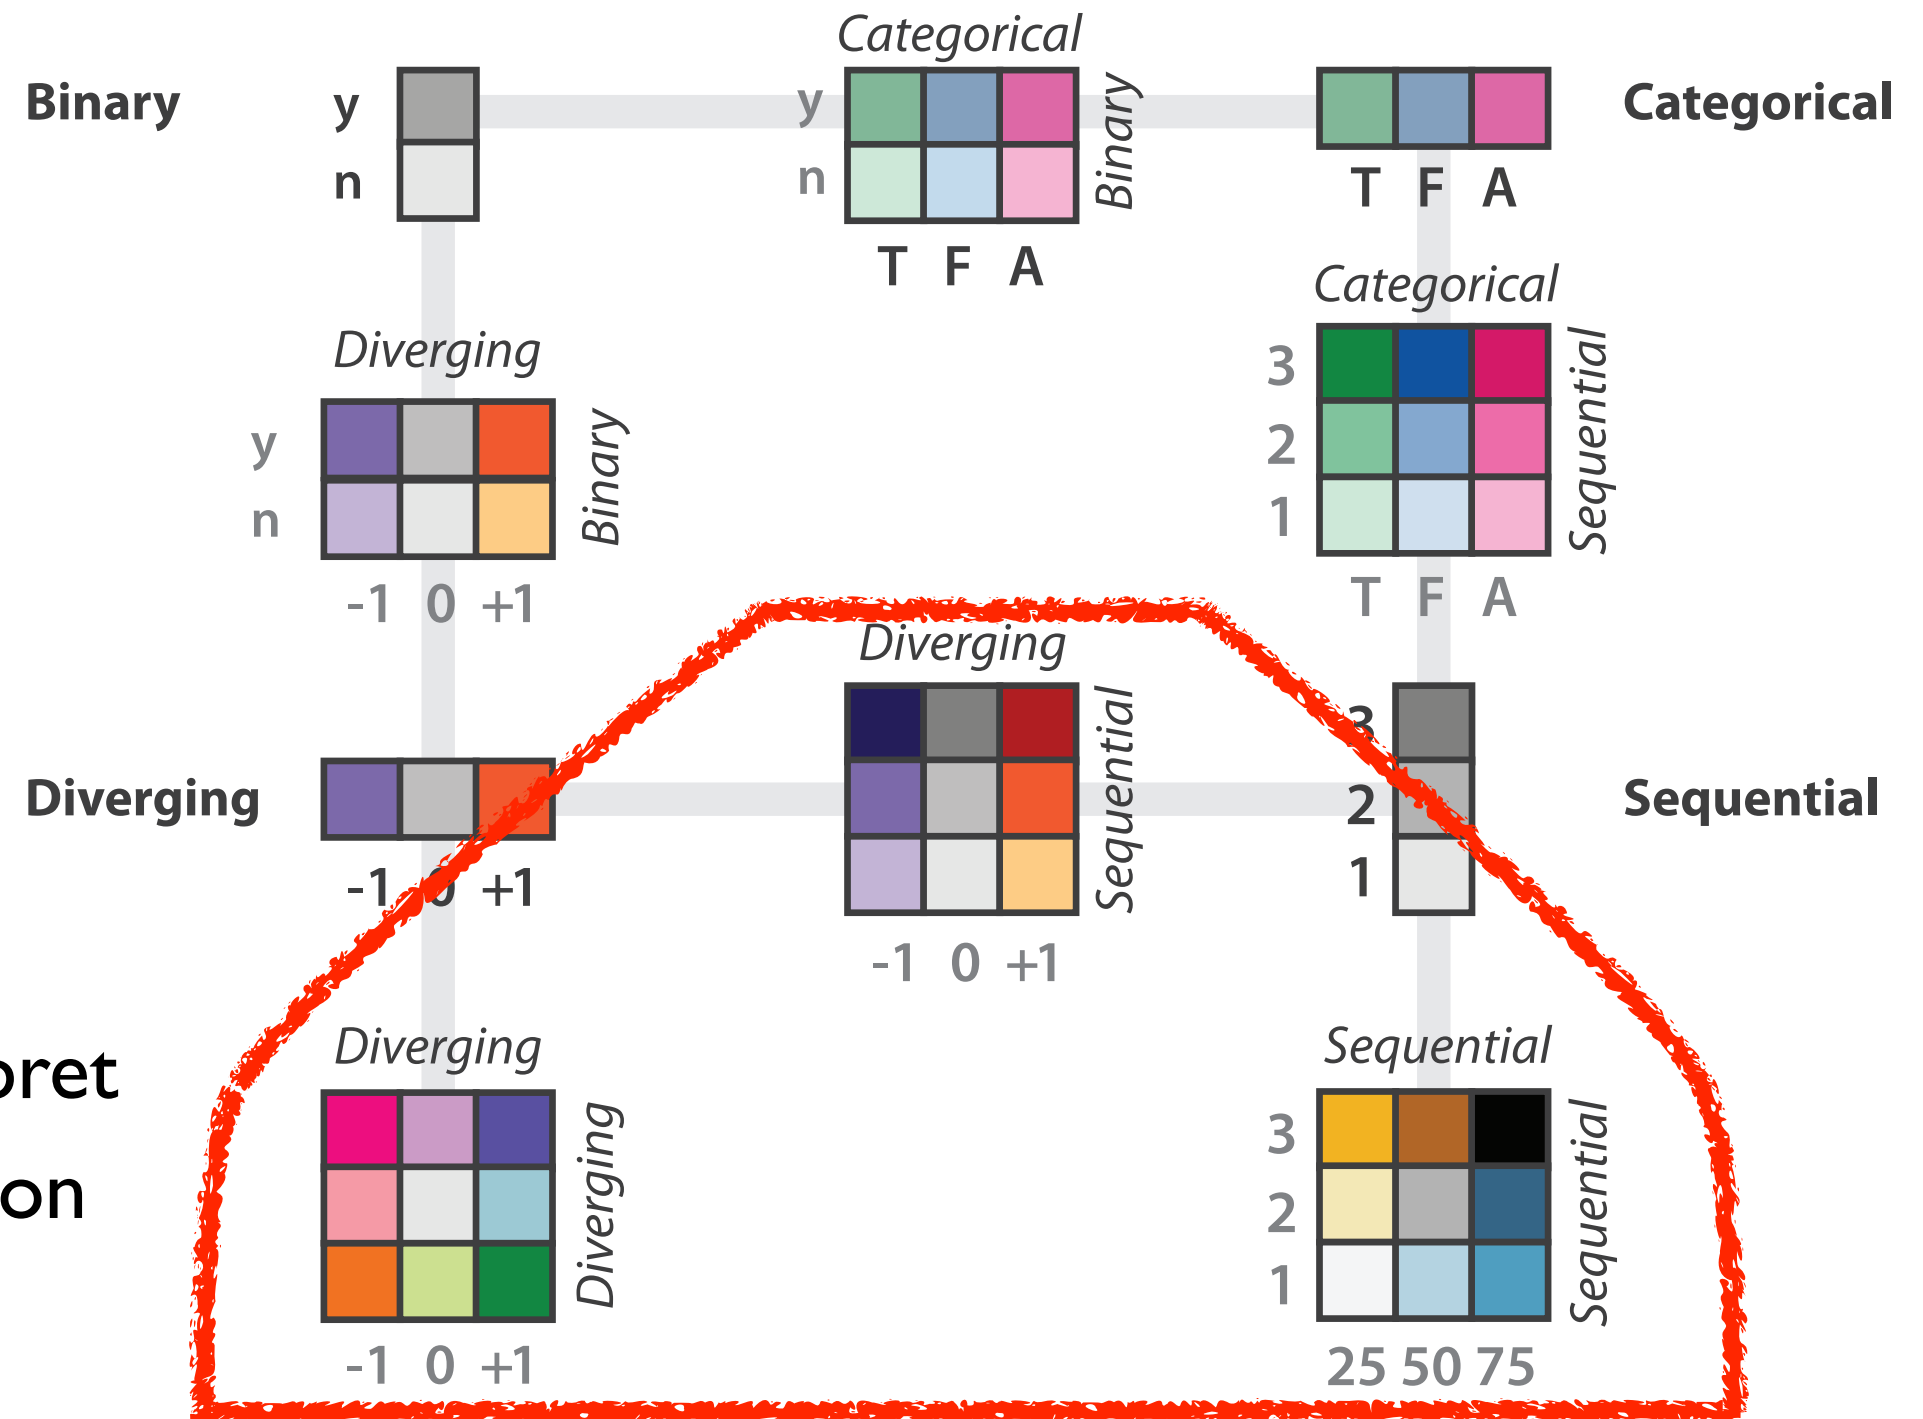 Categorical
Binary
y
n
y
n
Binary
T F A
T F A
Categorical
Diverging
y
n
Binary
-1 0 +1
Categorical
3
2
1
Sequential
T F A
Diverging
Diverging
-1 0 +1
Sequential
-1 0 +1
3
2
1
Sequential
pret
on
Diverging
Diverging
-1 0 +1
Sequential
3
2
1
Sequential
25 50 75